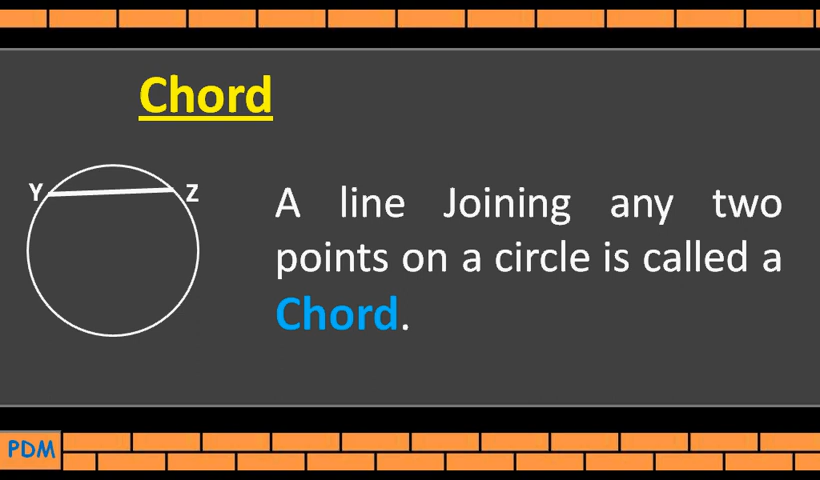 Chord
Y
Z
A line Joining any two
points on a circle is called a
Chord.
PDM